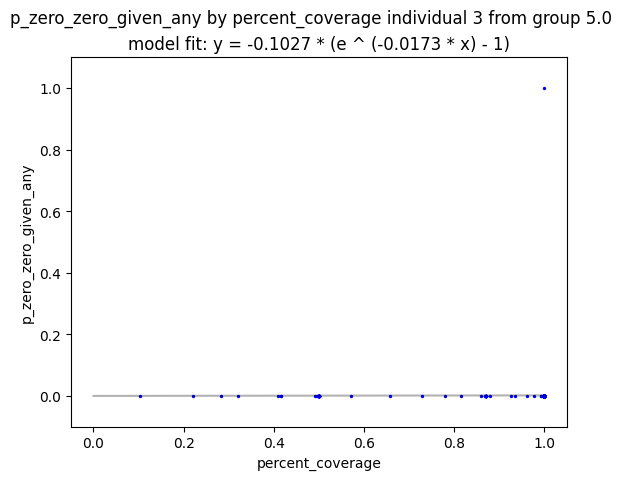 p_zero_zero_given_any by percent_coverage individual 3 from group 5.0
model fit: y = -0.1027 * (e ^ (-0.0173 * x) - 1)
1.0
0.8
0.6
0.4
0.2
0.0
p_zero_zero_given_any
0.0 0.2 0.4 0.6 0.8 1.0
percent_coverage